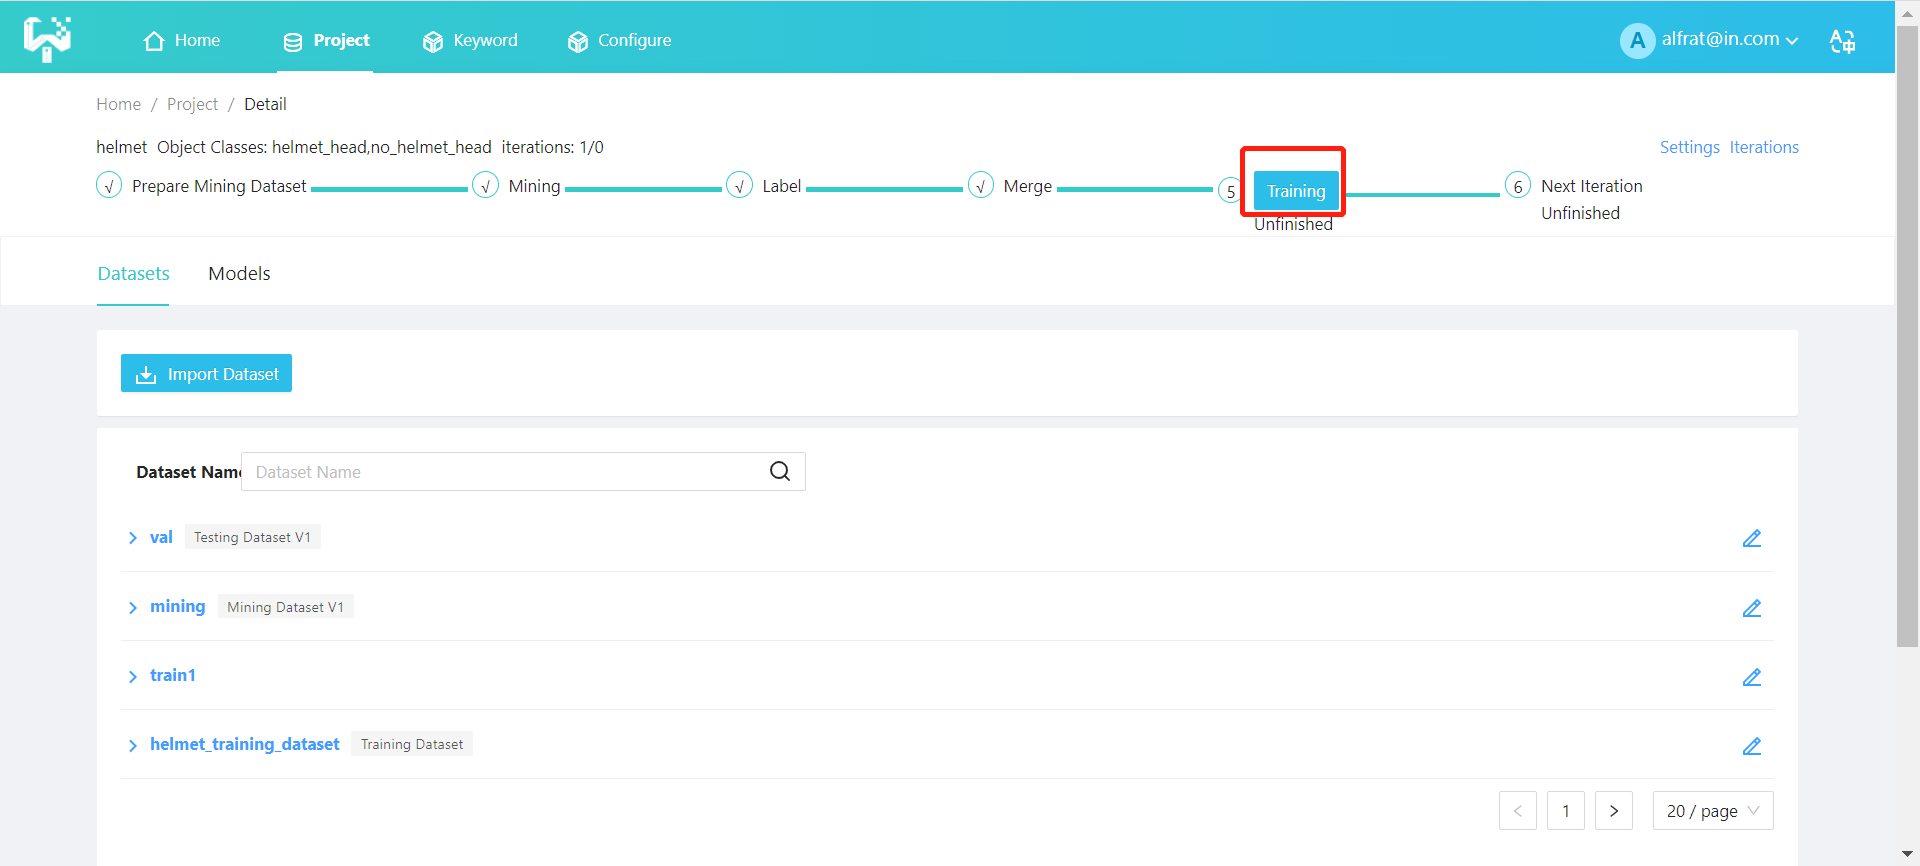 Home Project Keyword Configure A alfrat@in.com
Home / Project / Detail
helmet Object Classes: helmet_head,no_helmet_head iterations: 1/0 Settings Iterations
√ Prepare Mining Dataset √ Mining √ Label √ Merge 5 Training 6 Next Iteration
Unfinished Unfinished
Datasets Models
Import Dataset
Dataset Name Dataset Name
val Testing Dataset V1
mining Mining Dataset V1
train1
helmet_training_dataset Training Dataset
< 1 > 20 / page